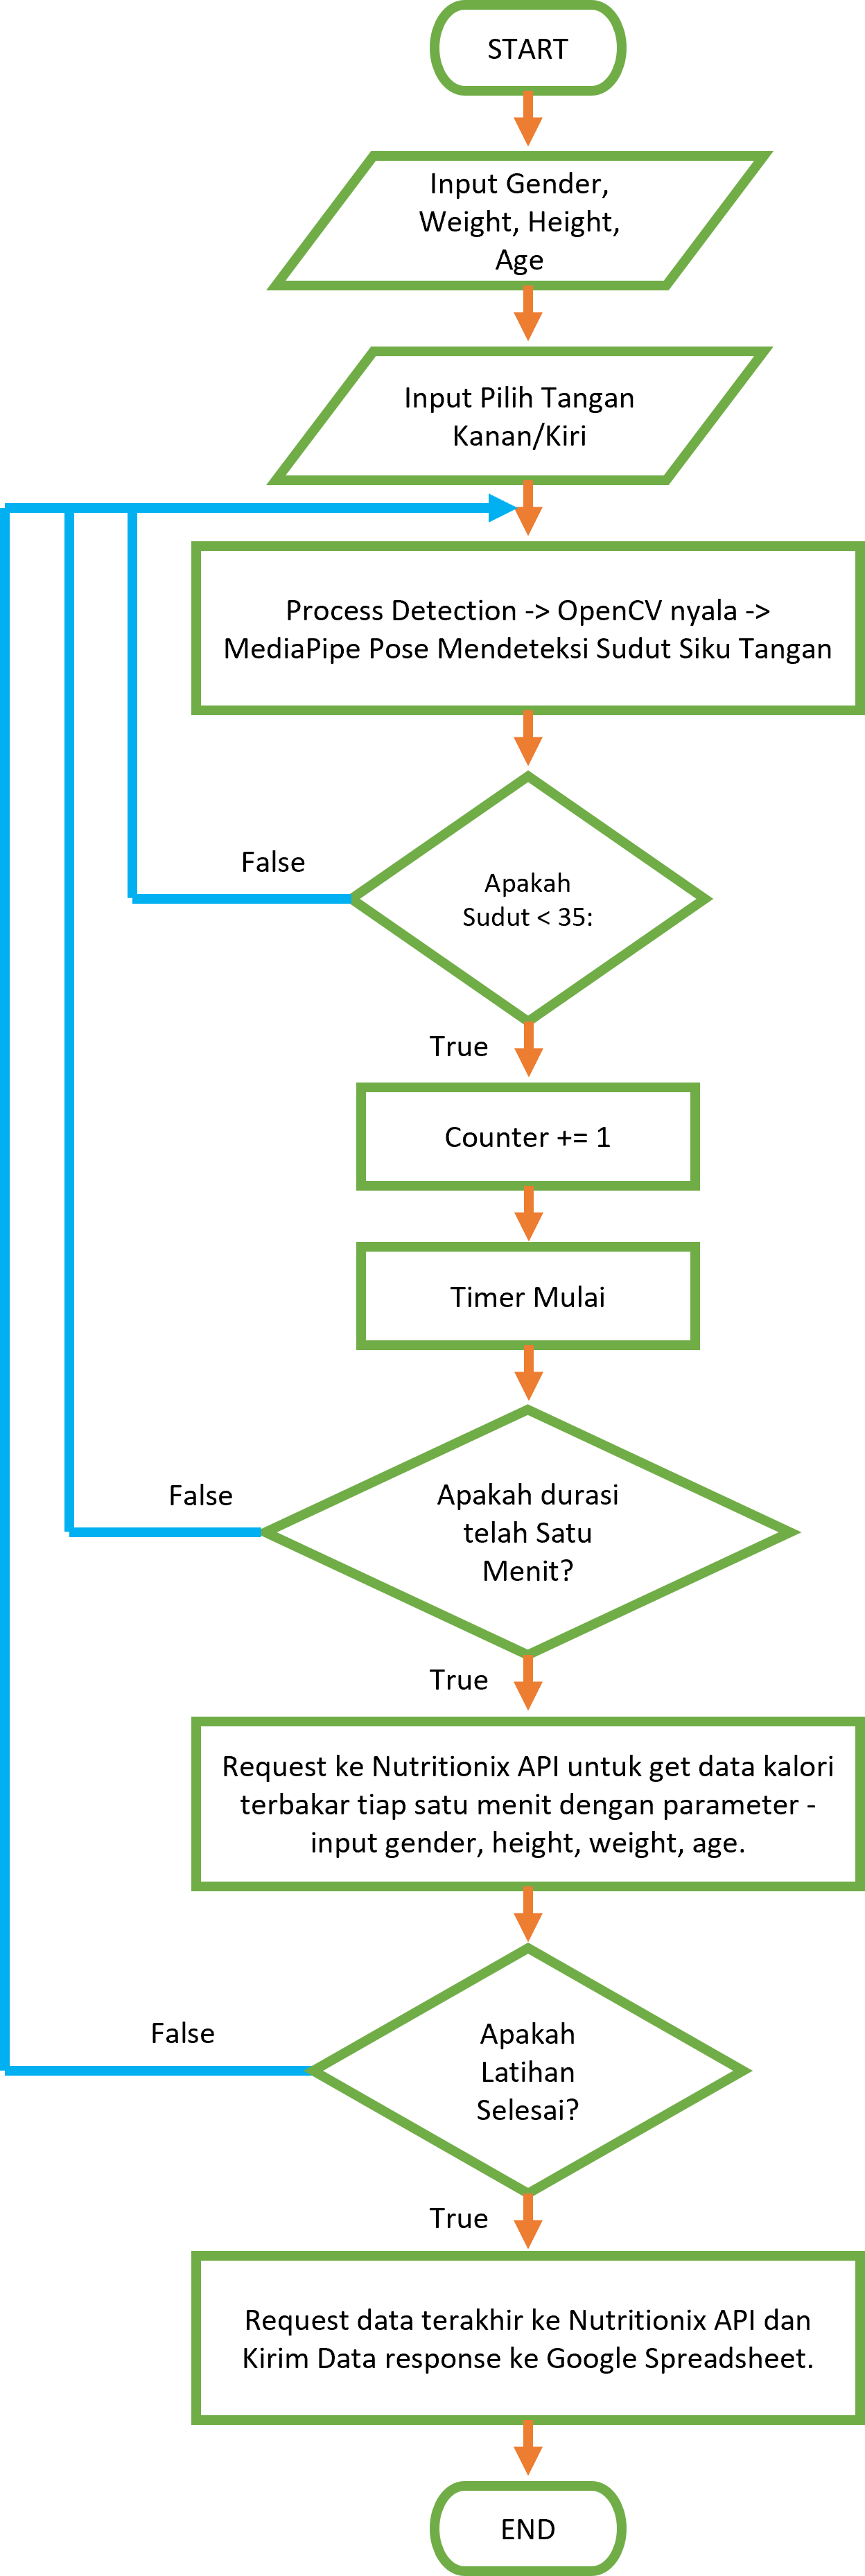 START
Input Gender,
Weight, Height,
Age
Input Pilih Tangan
Kanan/Kiri
Process Detection -> OpenCV nyala ->
MediaPipe Pose Mendeteksi Sudut Siku Tangan
False
Apakah
Sudut < 35:
True
Counter += 1
Timer Mulai
False
Apakah durasi
telah Satu
Menit?
True
Request ke Nutritionix API untuk get data kalori
terbakar tiap satu menit dengan parameter -
input gender, height, weight, age.
False
Apakah
Latihan
Selesai?
True
Request data terakhir ke Nutritionix API dan
Kirim Data response ke Google Spreadsheet.
END